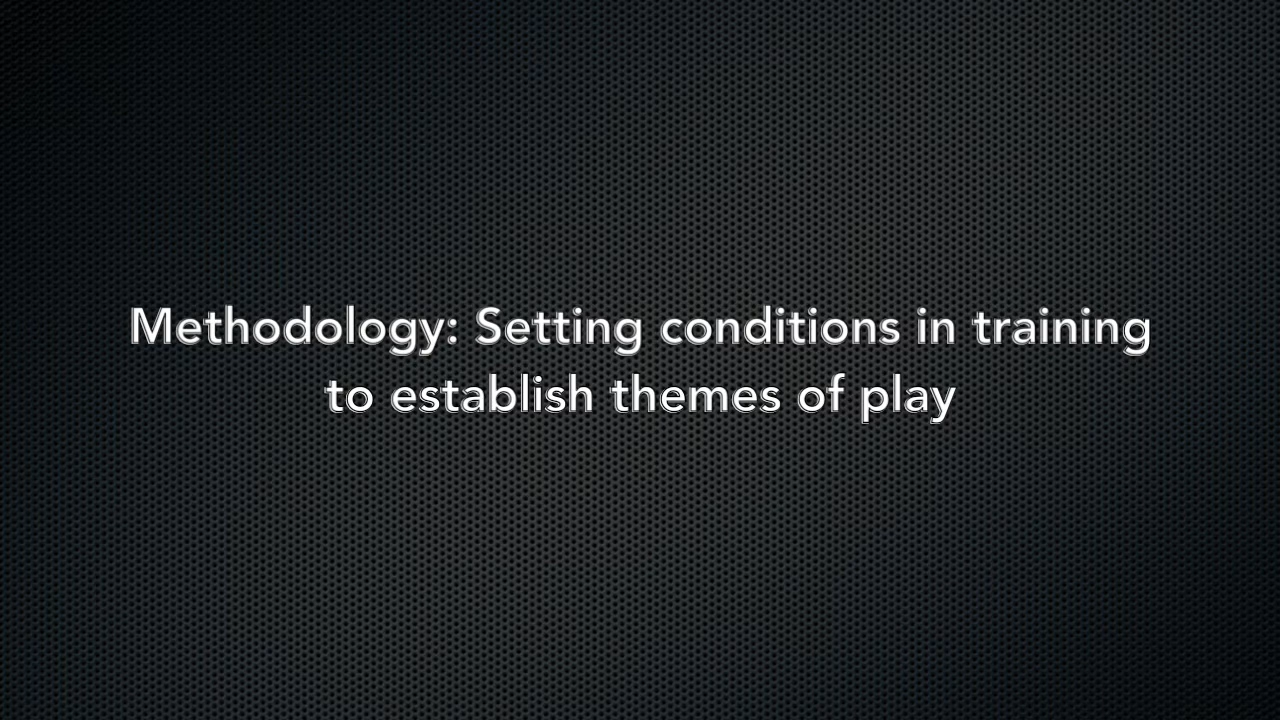 Methodology: Setting conditions in training
to establish themes of play